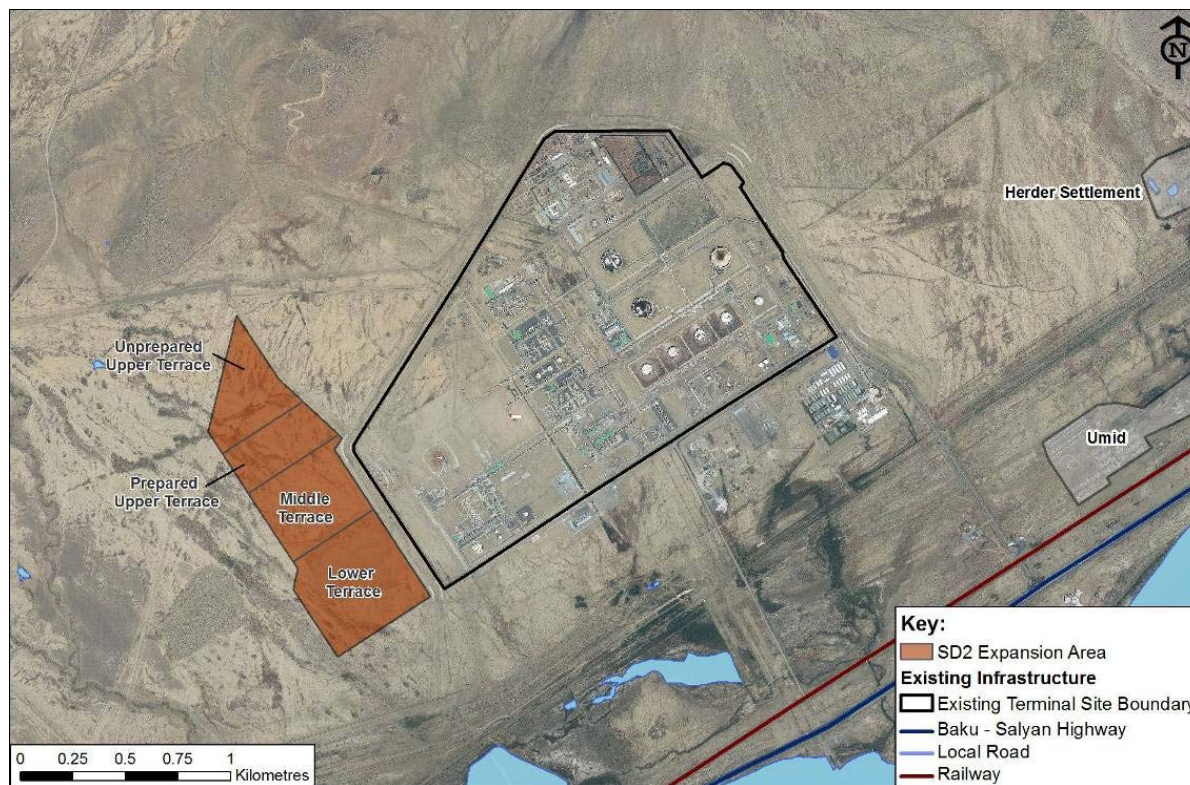 N
Herder Settlement
Unprepared
Upper Terrace
Umid
Prepared
Upper Terrace
Middle
Terrace
Lower
Terrace
Key:
SD2 Expansion Area
Existing Infrastructure
Existing Terminal Site Boundary
Baku - Salyan Highway
Local Road
Railway
0 0.25 0.5 0.75 1
Kilometres